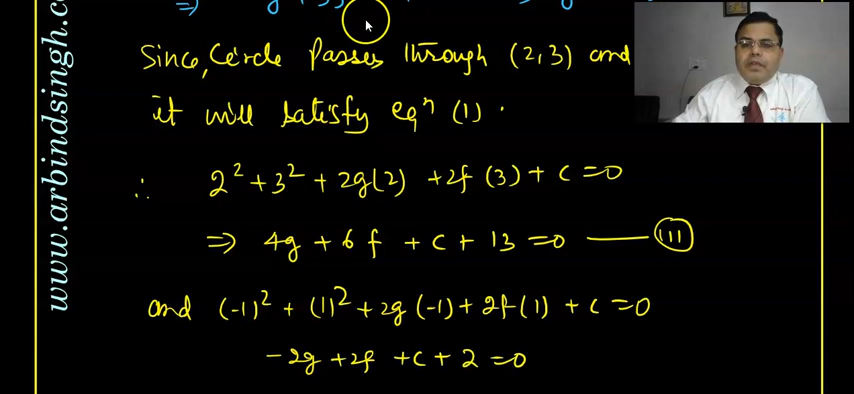 www.arbindsingh.c
Since, Circle Passes through (2,3) and
it will satisfy eqⁿ (1) .
∴ 2² + 3² + 2g(2) + 2f (3) + c = 0
⇒ 4g + 6f + c + 13 = 0 —— (III)
and (-1)² + (1)² + 2g (-1) + 2f (1) + c = 0
-2g + 2f + c + 2 = 0